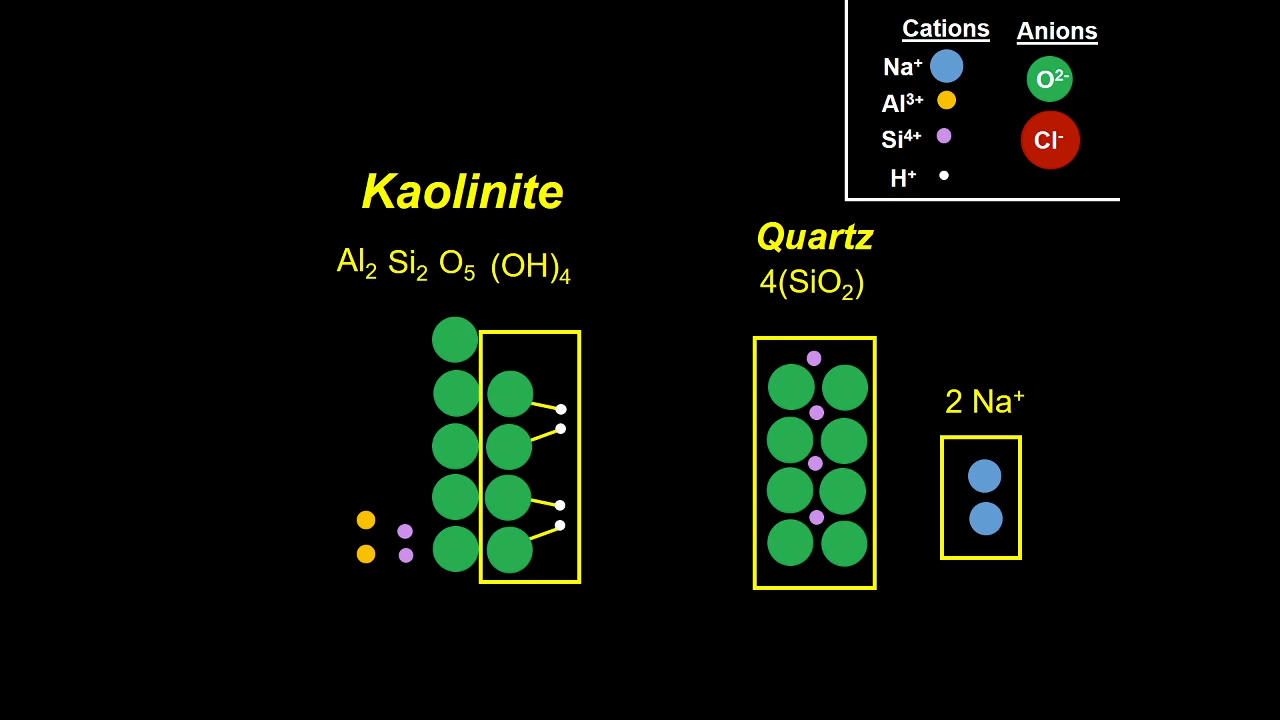 Cations Anions
Na⁺ O²⁻
Al³⁺
Si⁴⁺ Cl⁻
H⁺
Kaolinite
Al₂ Si₂ O₅ (OH)₄
Quartz
4(SiO₂)
2 Na⁺